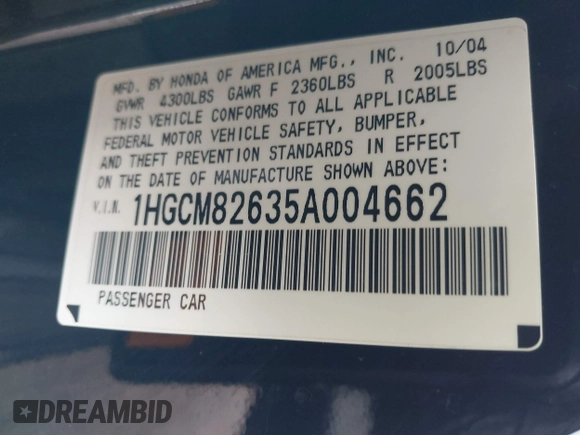 MFD. BY HONDA OF AMERICA MFG., INC. 10/04
GVWR 4300LBS GAWR F 2360LBS R 2005LBS
THIS VEHICLE CONFORMS TO ALL APPLICABLE
FEDERAL MOTOR VEHICLE SAFETY, BUMPER,
AND THEFT PREVENTION STANDARDS IN EFFECT
ON THE DATE OF MANUFACTURE SHOWN ABOVE:
V.I.N. 1HGCM82635A004662
PASSENGER CAR
DREAMBID